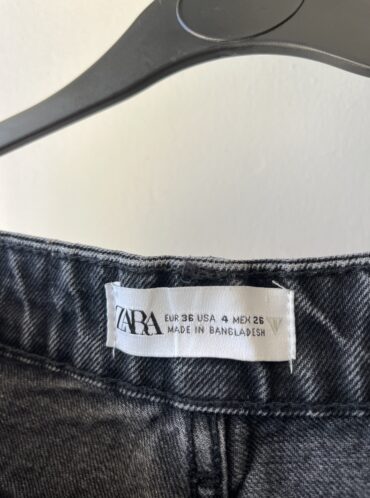 ZARA
EUR 36 USA 4 MEX 26
MADE IN BANGLADESH